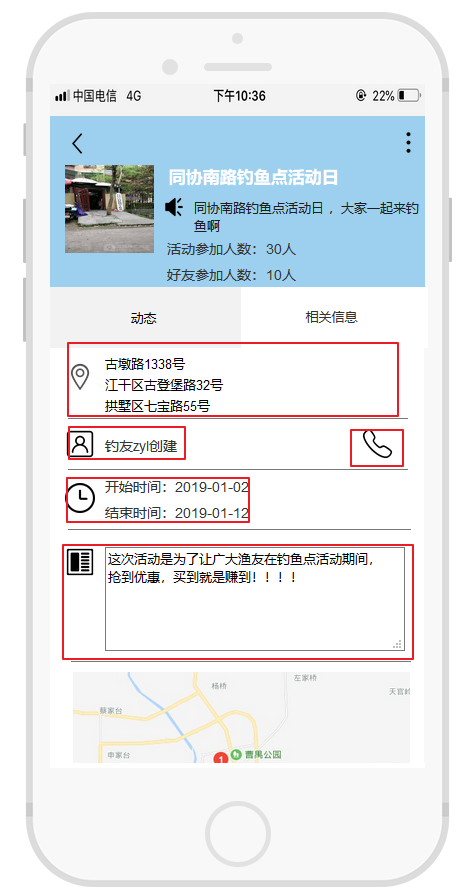 中国电信 4G 下午10:36 22%
同协南路钓鱼点活动日
同协南路钓鱼点活动日 ，大家一起来钓
鱼啊
活动参加人数：30人
好友参加人数：10人
动态 相关信息
古墩路1338号
江干区古登堡路32号
拱墅区七宝路55号
钓友zyl创建
开始时间：2019-01-02
结束时间：2019-01-12
这次活动是为了让广大渔友在钓鱼点活动期间，
抢到优惠，买到就是赚到！！！！
左家桥
杨桥
天官岭
蔡家台
申家台
曹禺公园
1